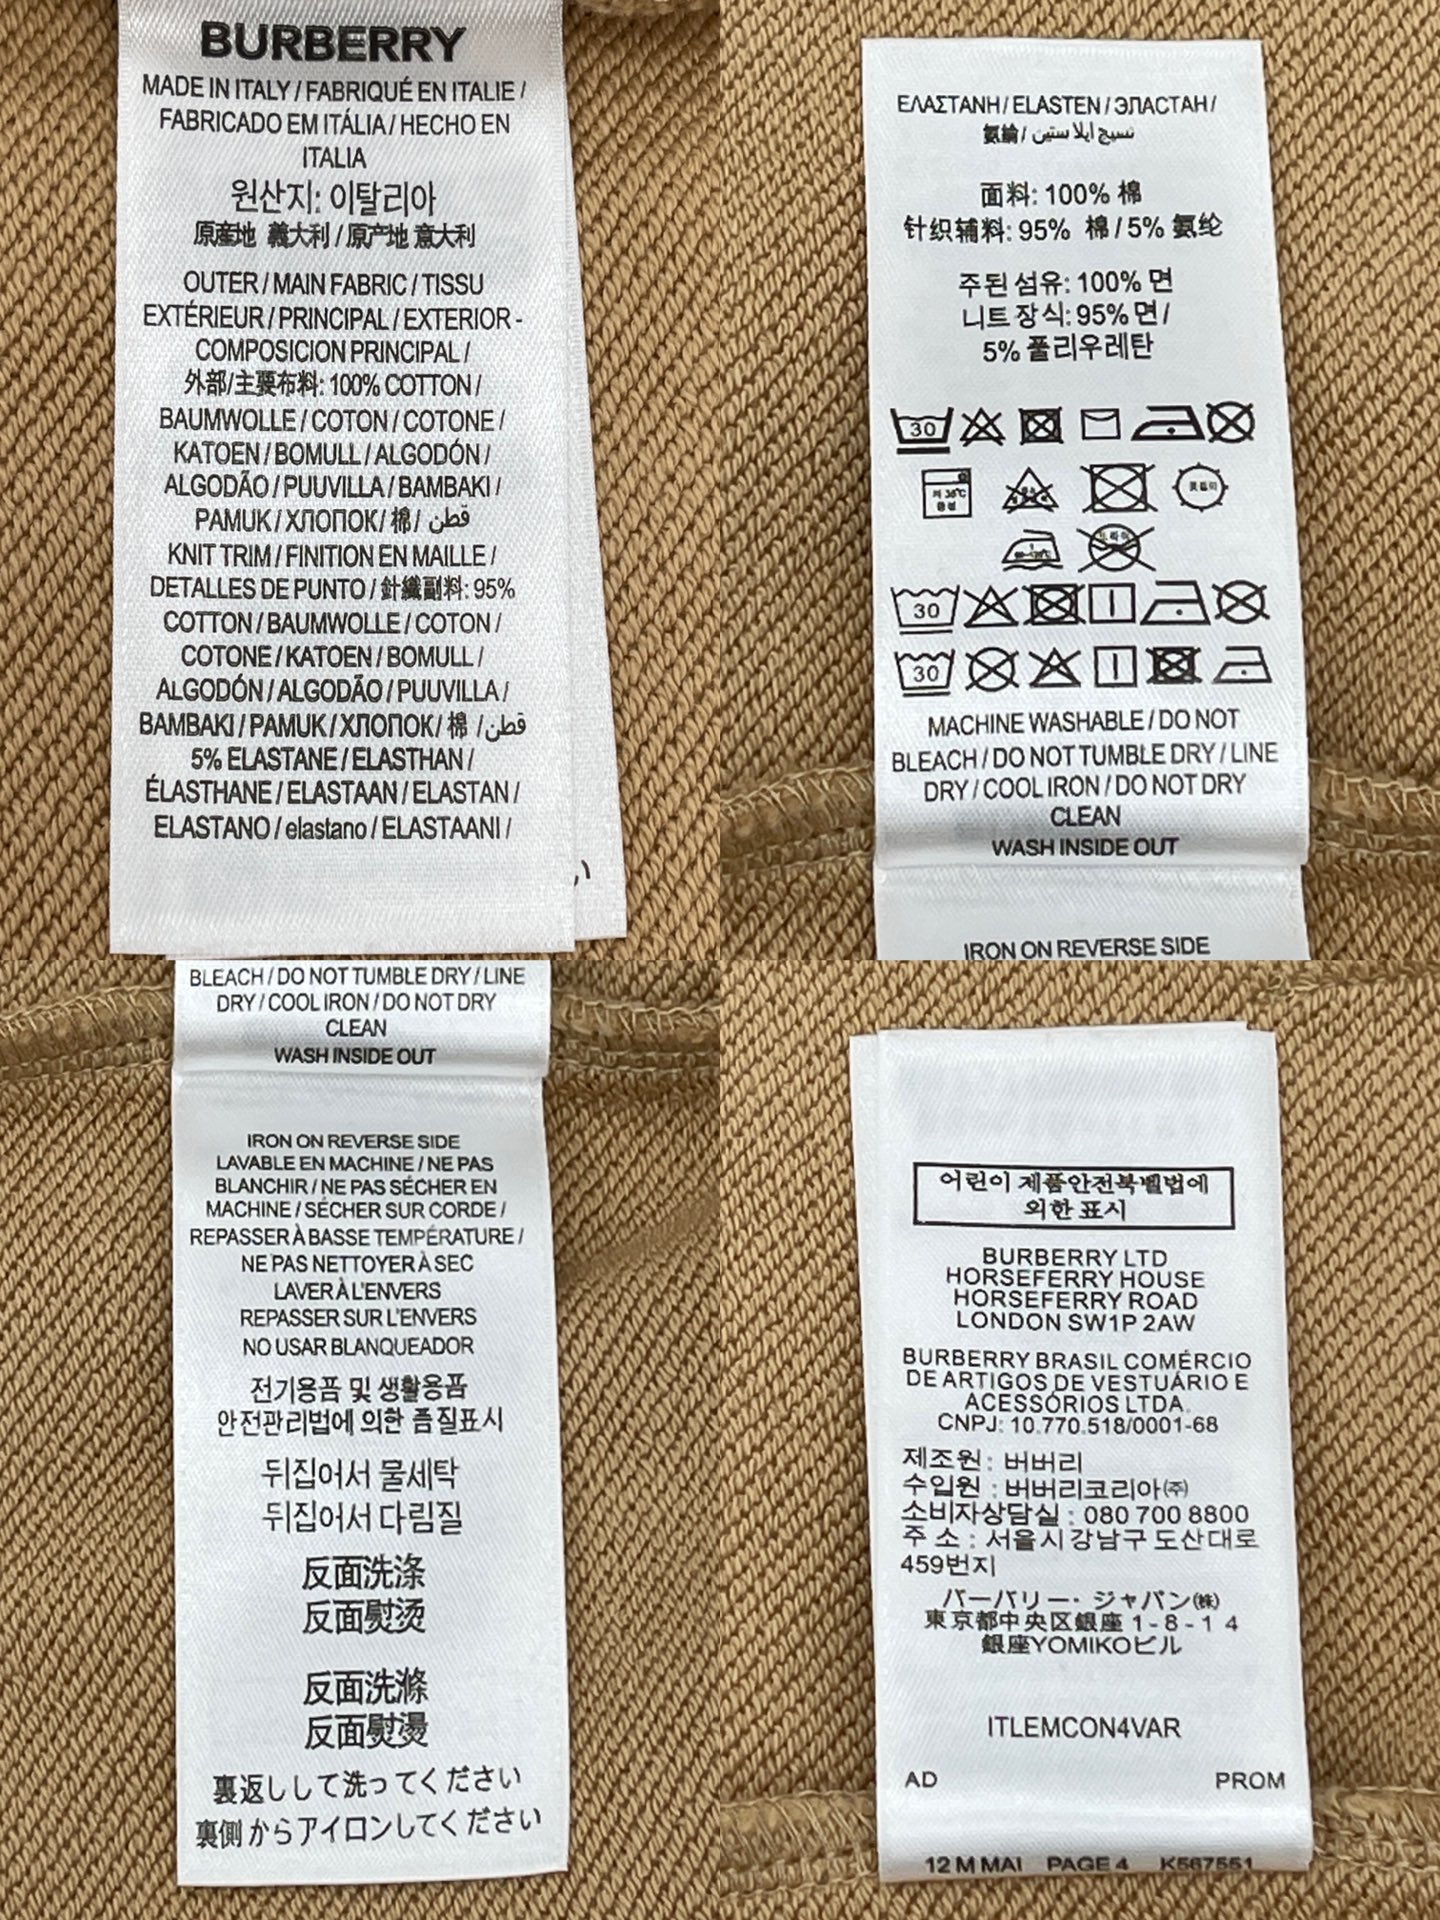 BURBERRY
MADE IN ITALY / FABRIQUÉ EN ITALIE /
FABRICADO EM ITÁLIA / HECHO EN
ITALIA
원산지: 이탈리아
原産地 義大利 / 原产地 意大利
OUTER / MAIN FABRIC / TISSU
EXTÉRIEUR / PRINCIPAL / EXTERIOR -
COMPOSICION PRINCIPAL /
外部/主要布料: 100% COTTON /
BAUMWOLLE / COTON / COTONE /
KATOEN / BOMULL / ALGODÓN /
ALGODÃO / PUUVILLA / BAMBAKI /
PAMUK / ХЛОПОК / 棉 / قطن
KNIT TRIM / FINITION EN MAILLE /
DETALLES DE PUNTO / 針織副料: 95%
COTTON / BAUMWOLLE / COTON /
COTONE / KATOEN / BOMULL /
ALGODÓN / ALGODÃO / PUUVILLA /
BAMBAKI / PAMUK / ХЛОПОК / 棉 / قطن
5% ELASTANE / ELASTHAN /
ÉLASTHANE / ELASTAAN / ELASTAN /
ELASTANO / elastano / ELASTAANI /
ΕΛΑΣΤΑΝΗ / ELASTEN / ЭЛАСТАН /
氨綸 / نسيج ايلاستين
面料: 100% 棉
针织辅料: 95% 棉 / 5% 氨纶
주된 섬유: 100% 면
니트 장식: 95% 면 /
5% 폴리우레탄
30
30
30
MACHINE WASHABLE / DO NOT
BLEACH / DO NOT TUMBLE DRY / LINE
DRY / COOL IRON / DO NOT DRY
CLEAN
WASH INSIDE OUT
IRON ON REVERSE SIDE
BLEACH / DO NOT TUMBLE DRY / LINE
DRY / COOL IRON / DO NOT DRY
CLEAN
WASH INSIDE OUT
IRON ON REVERSE SIDE
LAVABLE EN MACHINE / NE PAS
BLANCHIR / NE PAS SÉCHER EN
MACHINE / SÉCHER SUR CORDE /
REPASSER À BASSE TEMPÉRATURE /
NE PAS NETTOYER À SEC
LAVER À L'ENVERS
REPASSER SUR L'ENVERS
NO USAR BLANQUEADOR
전기용품 및 생활용품
안전관리법에 의한 품질표시
뒤집어서 물세탁
뒤집어서 다림질
反面洗涤
反面熨烫
反面洗滌
反面熨燙
裏返しして洗ってください
裏側からアイロンしてください
어린이 제품안전특별법에
의한 표시
BURBERRY LTD
HORSEFERRY HOUSE
HORSEFERRY ROAD
LONDON SW1P 2AW
BURBERRY BRASIL COMÉRCIO
DE ARTIGOS DE VESTUÁRIO E
ACESSÓRIOS LTDA.
CNPJ: 10.770.518/0001-68
제조원 : 버버리
수입원 : 버버리코리아㈜
소비자상담실 : 080 700 8800
주 소 : 서울시 강남구 도산대로
459번지
バーバリー・ジャパン㈱
東京都中央区銀座 1 - 8 - 1 4
銀座YOMIKOビル
ITLEMCON4VAR
AD PROM
12 M MAI PAGE 4 K567551